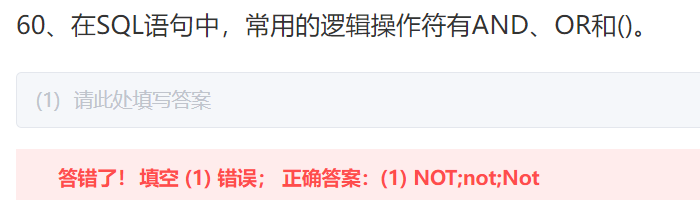 60、在SQL语句中，常用的逻辑操作符有AND、OR和()。
(1) 请此处填写答案
答错了！填空 (1) 错误； 正确答案：(1) NOT;not;Not